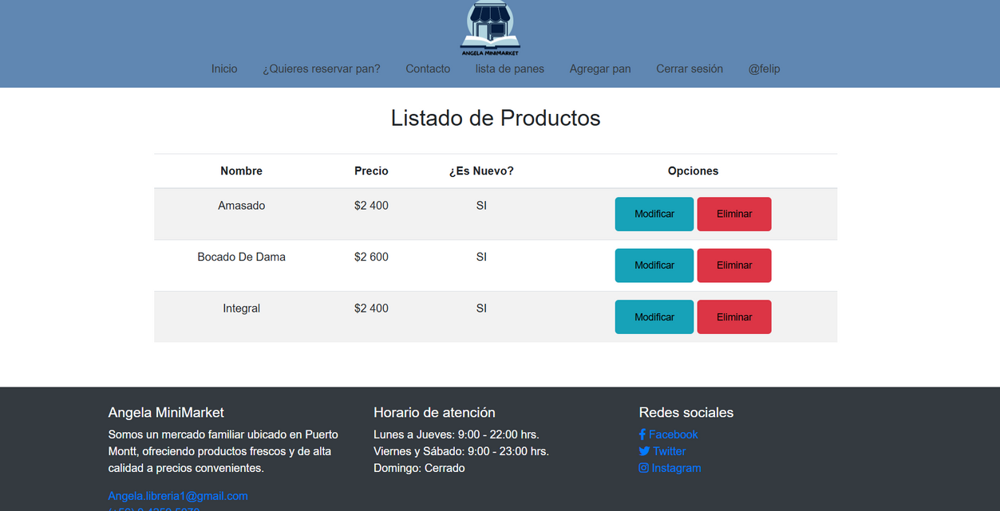 ANGELA MINIMARKET
Inicio ¿Quieres reservar pan? Contacto lista de panes Agregar pan Cerrar sesión @felip
Listado de Productos
Nombre Precio ¿Es Nuevo? Opciones
Amasado $2 400 SI Modificar Eliminar
Bocado De Dama $2 600 SI Modificar Eliminar
Integral $2 400 SI Modificar Eliminar
Angela MiniMarket
Somos un mercado familiar ubicado en Puerto
Montt, ofreciendo productos frescos y de alta
calidad a precios convenientes.
Angela.libreria1@gmail.com
Horario de atención
Lunes a Jueves: 9:00 - 22:00 hrs.
Viernes y Sábado: 9:00 - 23:00 hrs.
Domingo: Cerrado
Redes sociales
Facebook
Twitter
Instagram